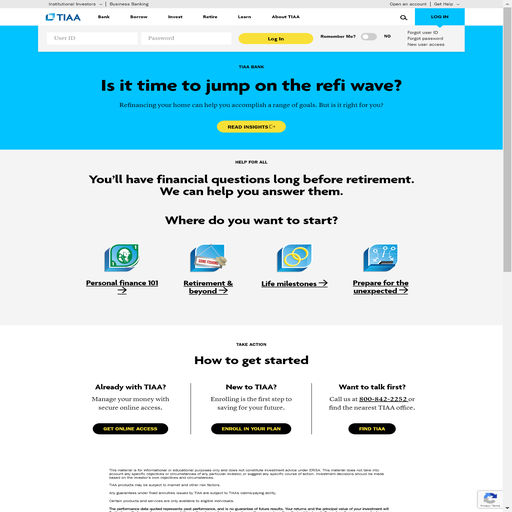 Institutional Investors | Business Banking
Open an account | Get Help
TIAA
Bank Borrow Invest Retire Learn About TIAA
LOG IN
User ID
Password
Log In
Remember Me? NO
Forgot user ID
Forgot password
New user access
TIAA BANK
Is it time to jump on the refi wave?
Refinancing your home can help you accomplish a range of goals. But is it right for you?
READ INSIGHTS
HELP FOR ALL
You'll have financial questions long before retirement.
We can help you answer them.
Where do you want to start?
GONE FISHING
Personal finance 101
Retirement &
beyond
Life milestones
Prepare for the
unexpected
TAKE ACTION
How to get started
Already with TIAA?
Manage your money with
secure online access.
GET ONLINE ACCESS
New to TIAA?
Enrolling is the first step to
saving for your future.
ENROLL IN YOUR PLAN
Want to talk first?
Call us at 800-842-2252 or
find the nearest TIAA office.
FIND TIAA
This material is for informational or educational purposes only and does not constitute investment advice under ERISA. This material does not take into
account any specific objectives or circumstances of any particular investor, or suggest any specific course of action. Investment decisions should be made
based on the investor's own objectives and circumstances.
TIAA products may be subject to market and other risk factors.
Any guarantees under fixed annuities issued by TIAA are subject to TIAA's claims-paying ability.
Certain products and services are only available to eligible individuals.
The performance data quoted represents past performance, and is no guarantee of future results. Your returns and the principal value of your investment will
Privacy - Terms